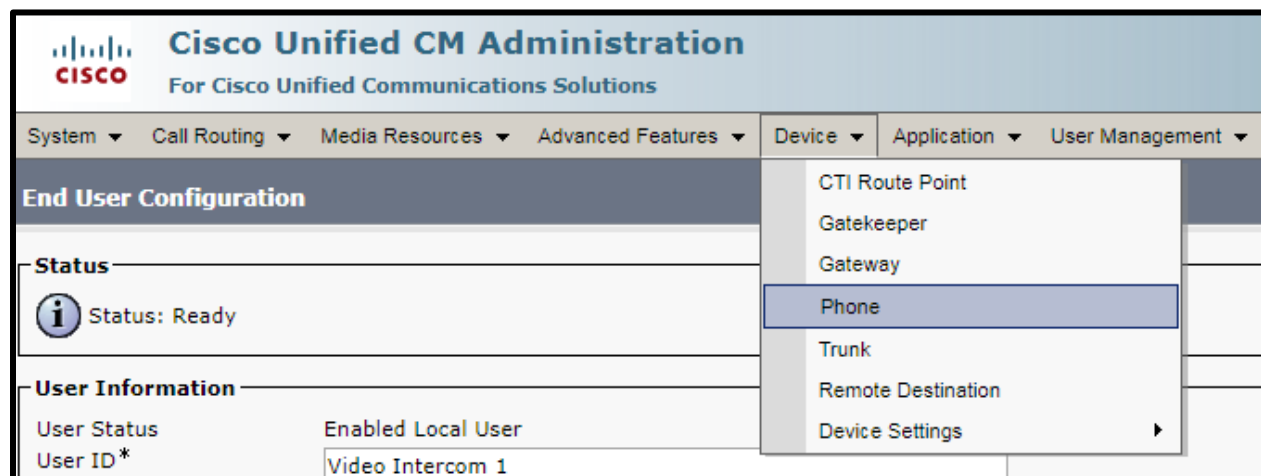 Cisco Unified CM Administration
CISCO
For Cisco Unified Communications Solutions
System Call Routing Media Resources Advanced Features Device Application User Management
End User Configuration
CTI Route Point
Gatekeeper
Gateway
Phone
Trunk
Remote Destination
Device Settings
Status
i Status: Ready
User Information
User Status Enabled Local User
User ID* Video Intercom 1